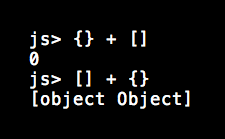 js> {} + []
0
js> [] + {}
[object Object]